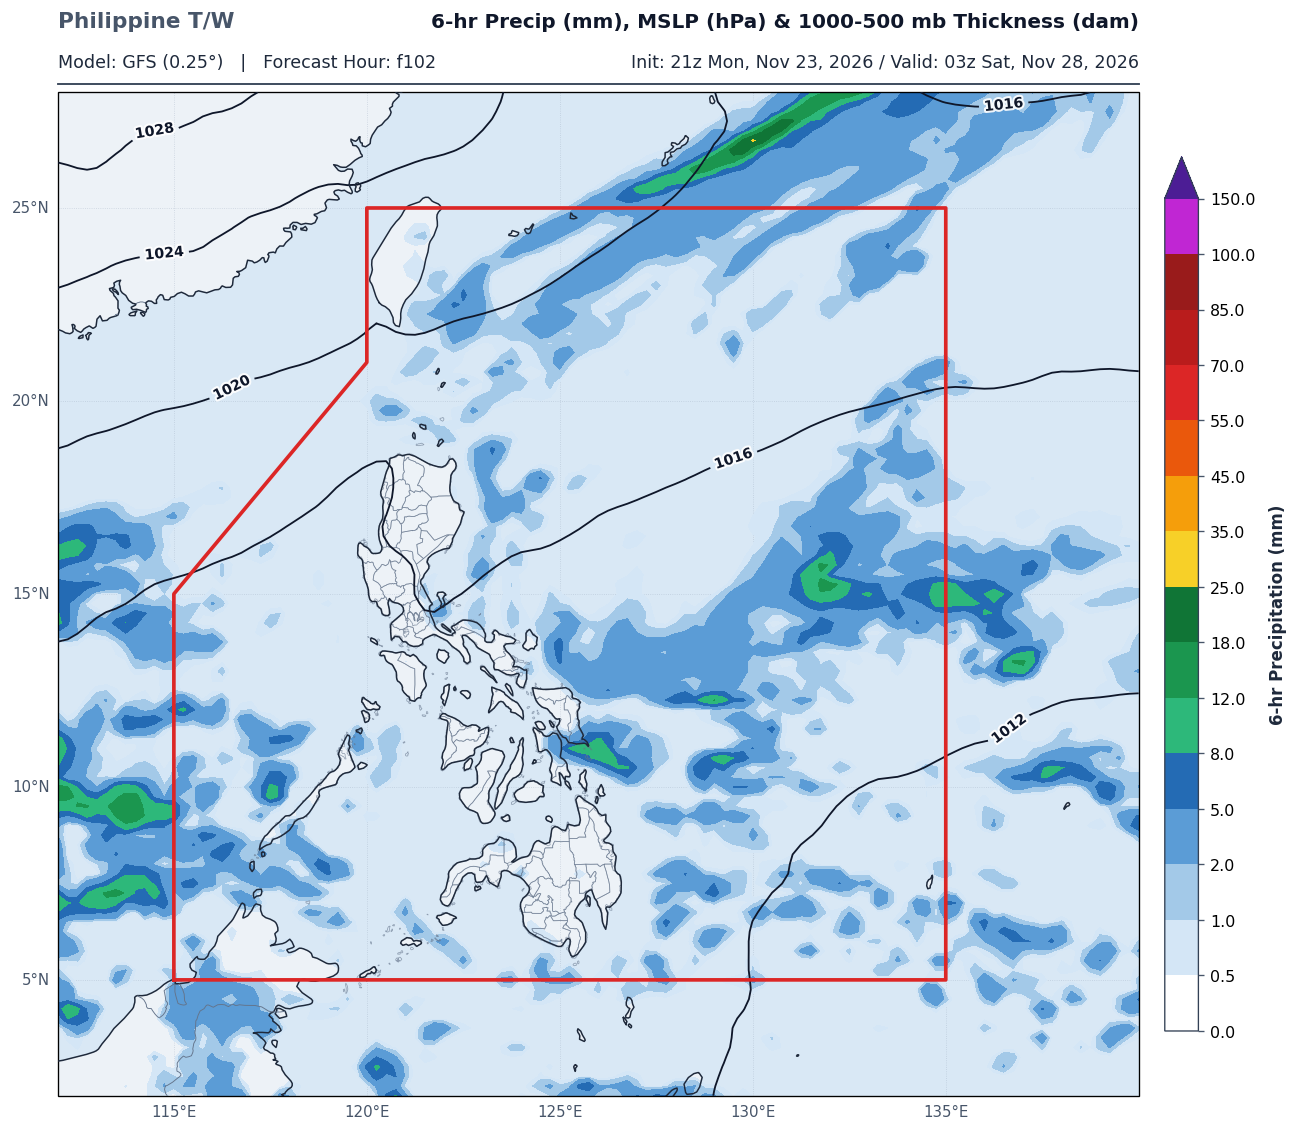 Philippine T/W
6-hr Precip (mm), MSLP (hPa) & 1000-500 mb Thickness (dam)
Model: GFS (0.25°) | Forecast Hour: f102
Init: 21z Mon, Nov 23, 2026 / Valid: 03z Sat, Nov 28, 2026
1028
1016
1024
1020
1016
1012
25°N
20°N
15°N
10°N
5°N
115°E
120°E
125°E
130°E
135°E
150.0
100.0
85.0
70.0
55.0
45.0
35.0
25.0
18.0
12.0
8.0
5.0
2.0
1.0
0.5
0.0
6-hr Precipitation (mm)